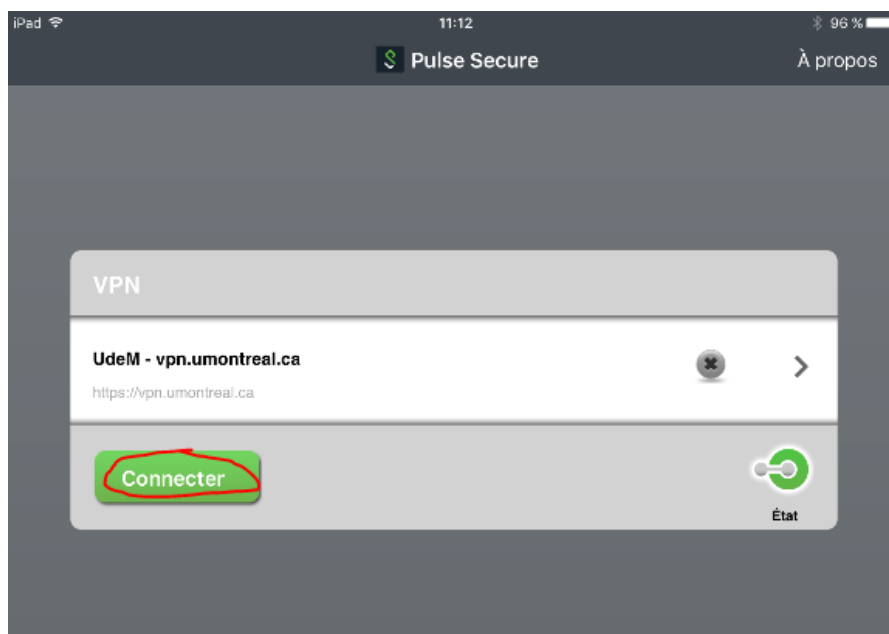 iPad 11:12 96 %
Pulse Secure À propos
VPN
UdeM - vpn.umontreal.ca
https://vpn.umontreal.ca
Connecter
État